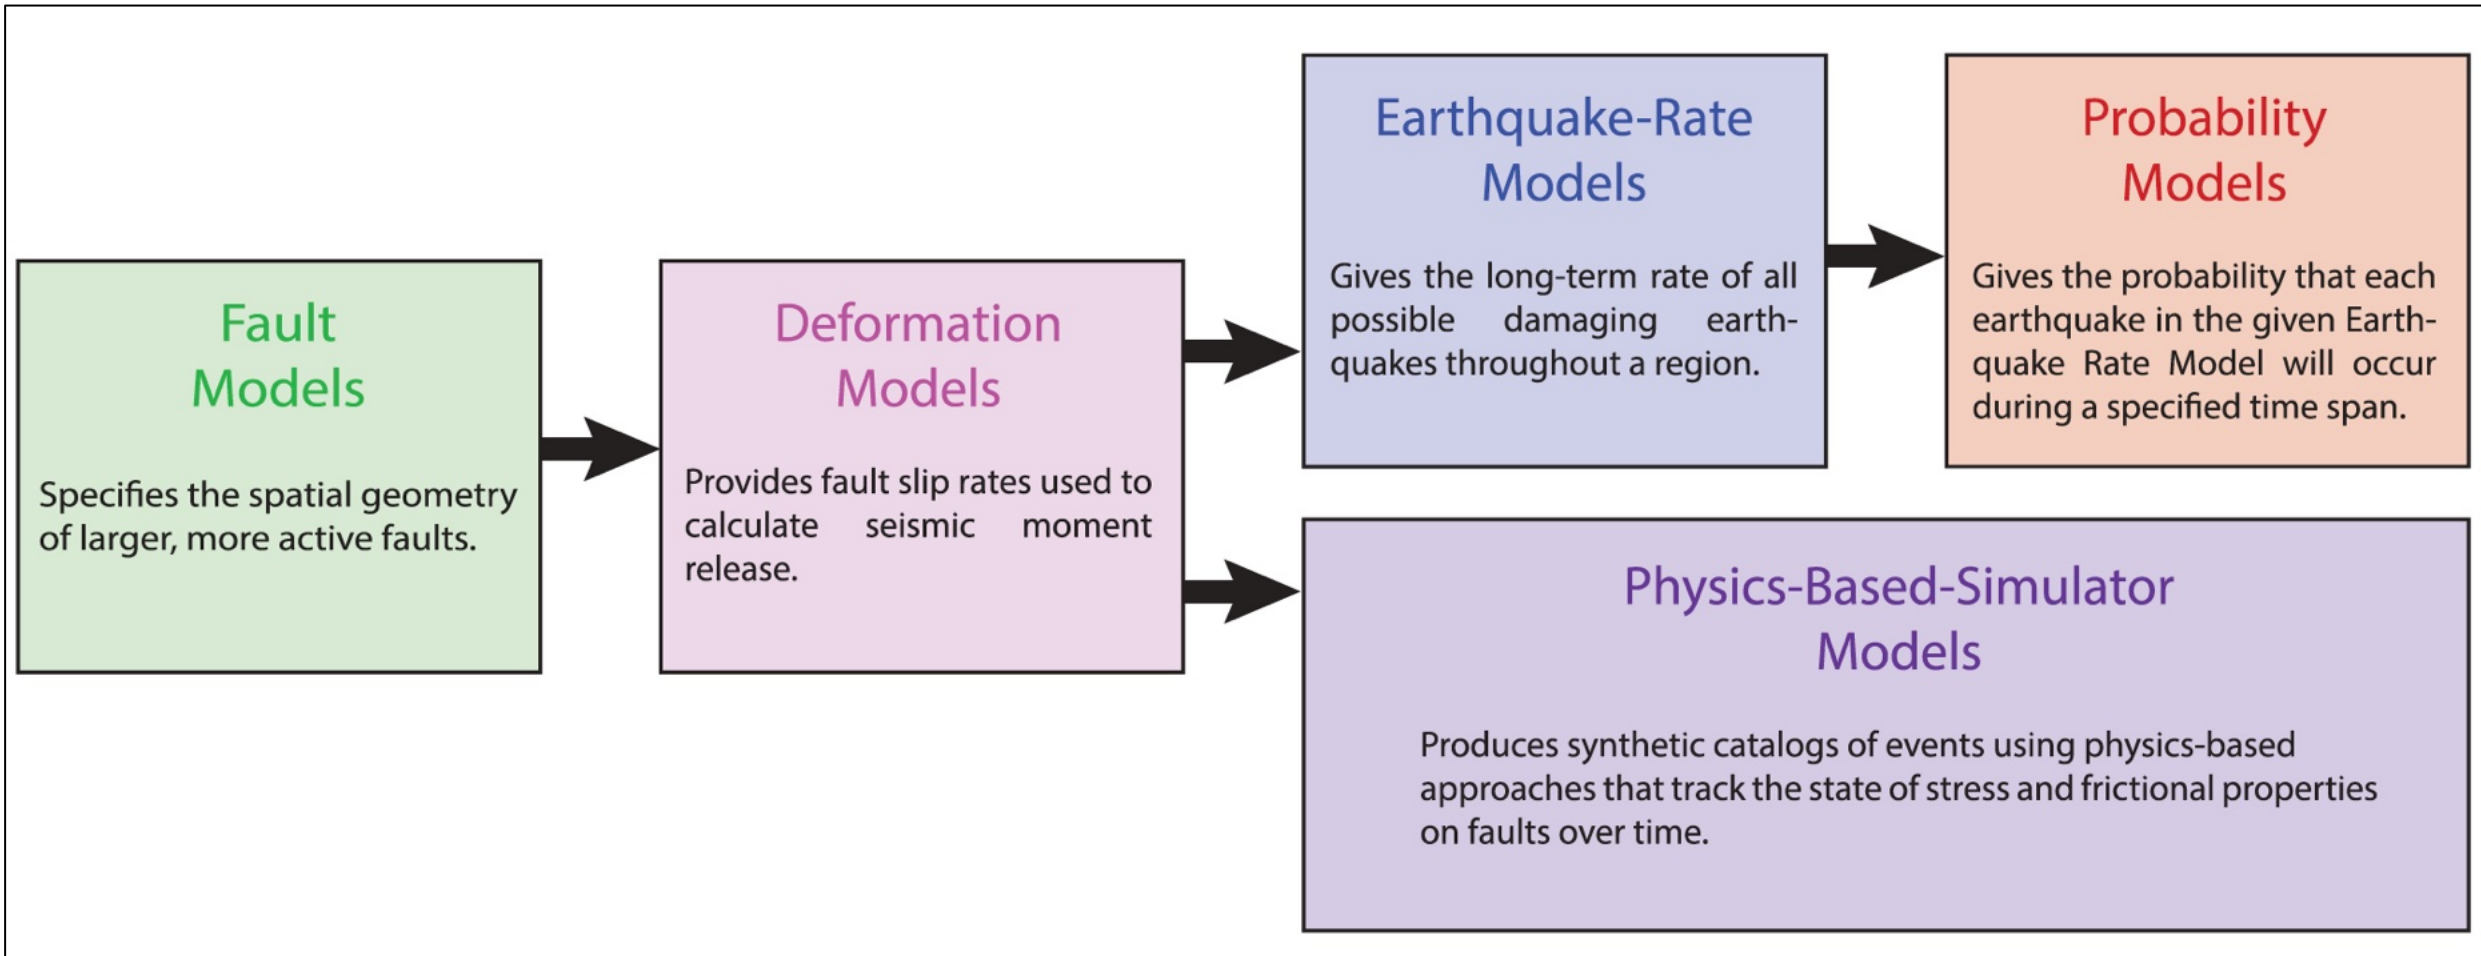 Fault
Models
Specifies the spatial geometry
of larger, more active faults.
Deformation
Models
Provides fault slip rates used to
calculate seismic moment
release.
Earthquake-Rate
Models
Gives the long-term rate of all
possible damaging earth-
quakes throughout a region.
Probability
Models
Gives the probability that each
earthquake in the given Earth-
quake Rate Model will occur
during a specified time span.
Physics-Based-Simulator
Models
Produces synthetic catalogs of events using physics-based
approaches that track the state of stress and frictional properties
on faults over time.